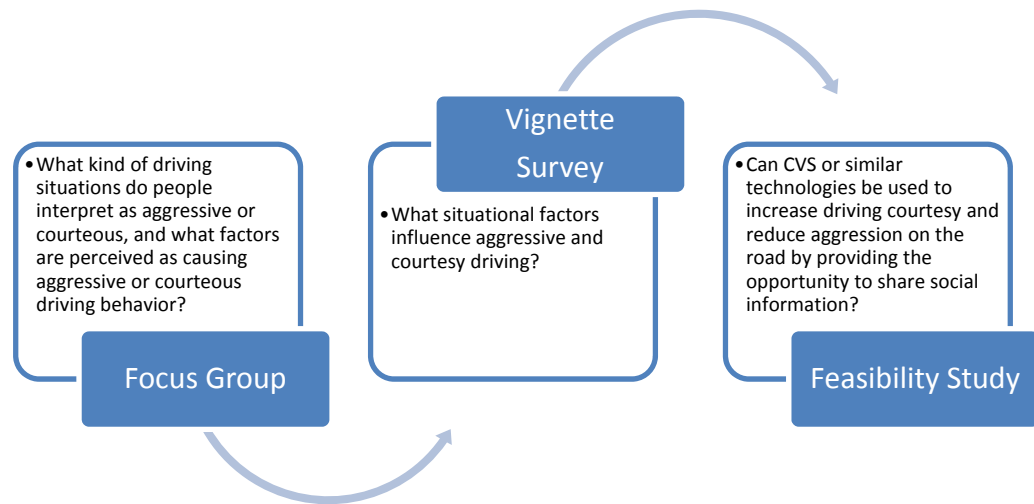 •What kind of driving
situations do people
interpret as aggressive or
courteous, and what factors
are perceived as causing
aggressive or courteous
driving behavior?
Focus Group
Vignette
Survey
•What situational factors
influence aggressive and
courtesy driving?
•Can CVS or similar
technologies be used to
increase driving courtesy and
reduce aggression on the
road by providing the
opportunity to share social
information?
Feasibility Study